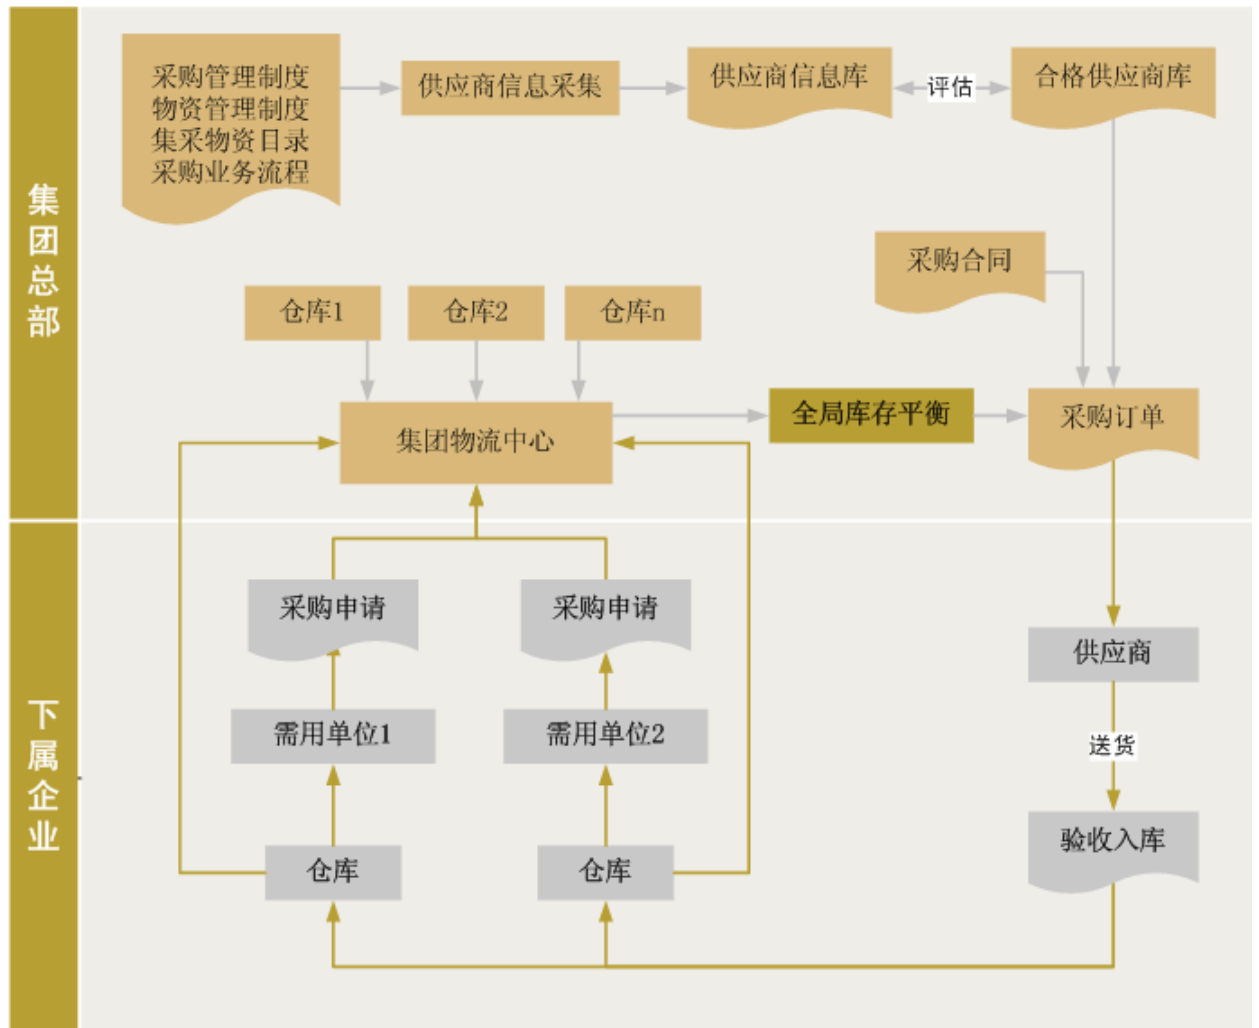 集团总部
采购管理制度
物资管理制度
集采物资目录
采购业务流程
供应商信息采集
供应商信息库
评估
合格供应商库
采购合同
仓库1
仓库2
仓库n
集团物流中心
全局库存平衡
采购订单
下属企业
采购申请
采购申请
供应商
需用单位1
需用单位2
送货
验收入库
仓库
仓库